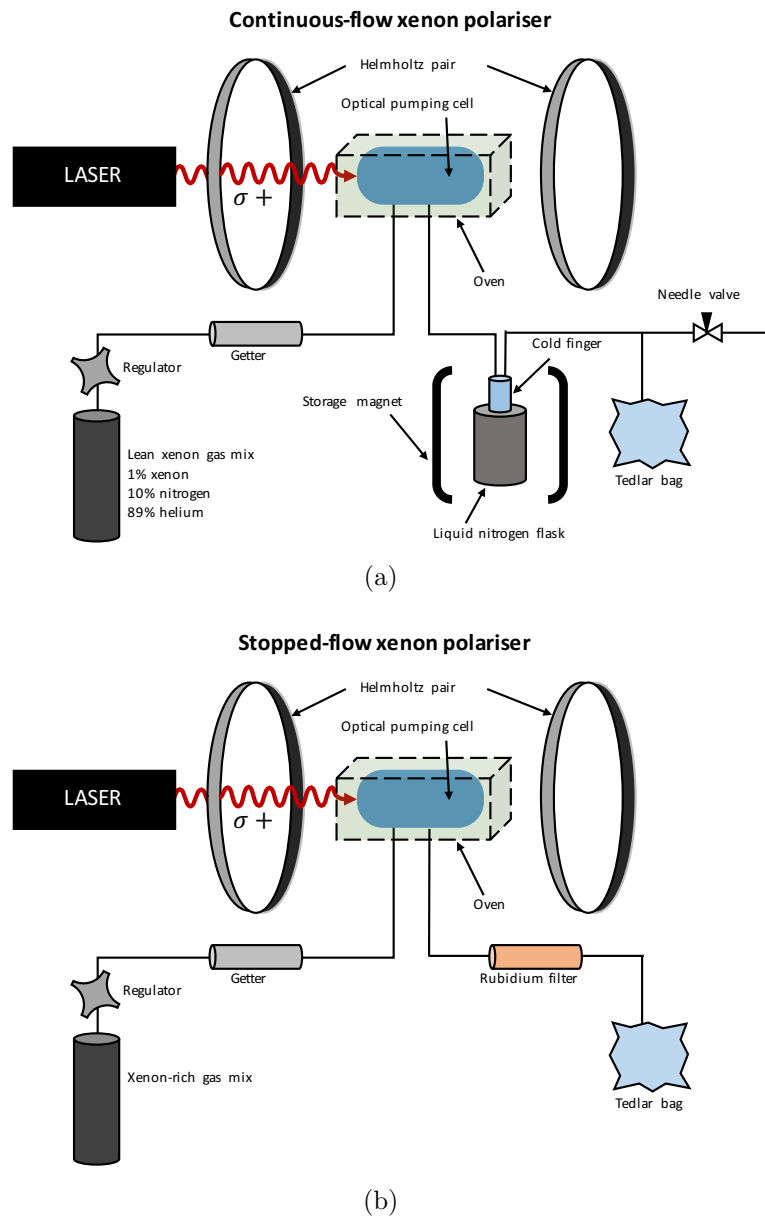 Continuous-flow xenon polariser
Helmholtz pair
Optical pumping cell
LASER
σ +
Oven
Needle valve
Cold finger
Getter
Regulator
Storage magnet
Lean xenon gas mix
1% xenon
10% nitrogen
89% helium
Tedlar bag
Liquid nitrogen flask
(a)
Stopped-flow xenon polariser
Helmholtz pair
Optical pumping cell
LASER
σ +
Oven
Getter
Rubidium filter
Regulator
Xenon-rich gas mix
Tedlar bag
(b)